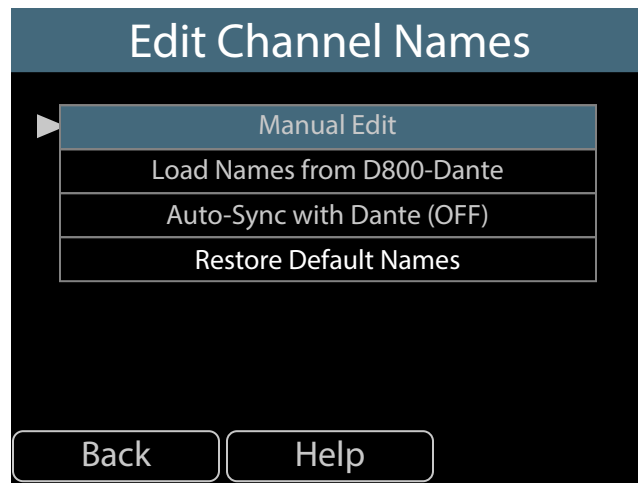 Edit Channel Names
Manual Edit
Load Names from D800-Dante
Auto-Sync with Dante (OFF)
Restore Default Names
Back Help